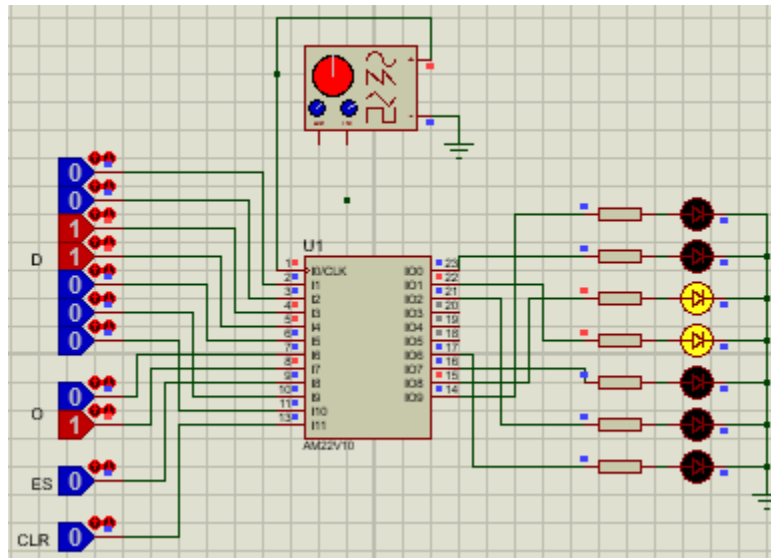 0
0
1
D 1
0
0
0
O 0
1
ES 0
CLR 0
U1
1 I0/CLK IO0 23
2 I1 IO1 22
3 I2 IO2 21
4 I3 IO3 20
5 I4 IO4 19
6 I5 IO5 18
7 I6 IO6 17
8 I7 IO7 16
9 I8 IO8 15
10 I9 IO9 14
11 I10
13 I11
AM22V10